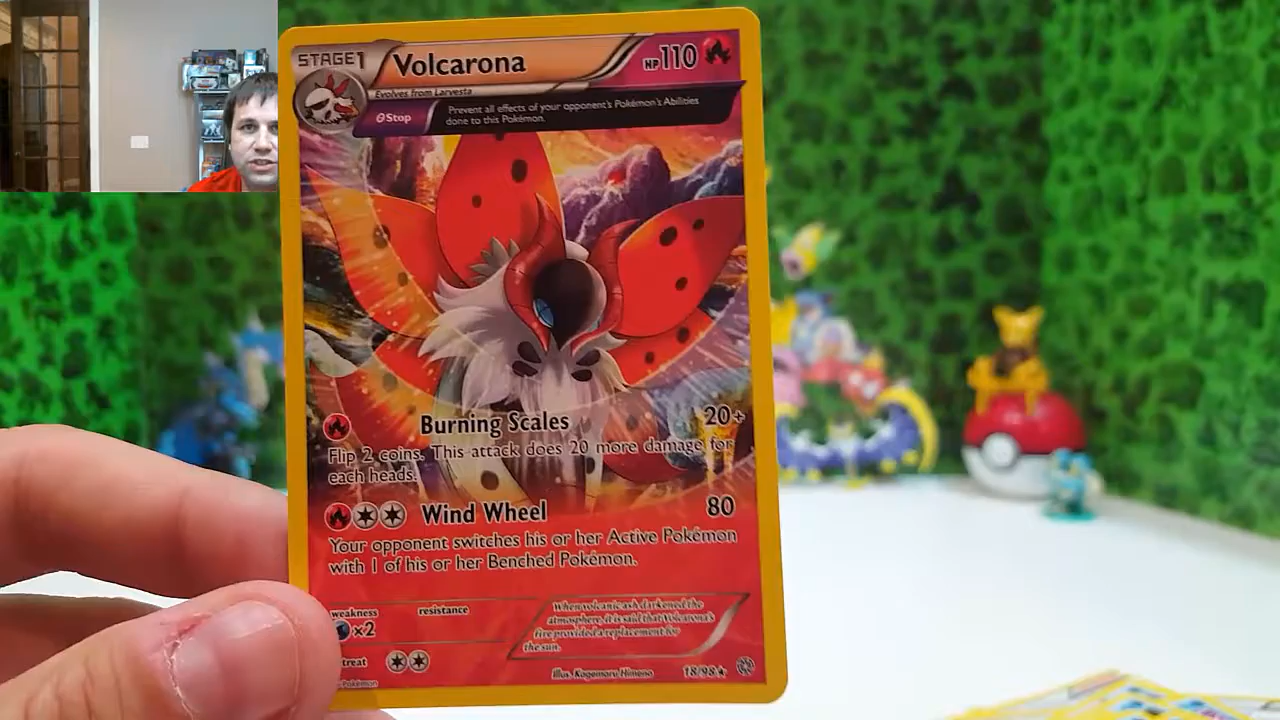 STAGE1
Volcarona
HP110
Evolves from Larvesta
θStop
Prevent all effects of your opponent's Pokémon's Abilities
done to this Pokémon.
Burning Scales 20+
Flip 2 coins. This attack does 20 more damage for
each heads.
Wind Wheel 80
Your opponent switches his or her Active Pokémon
with 1 of his or her Benched Pokémon.
weakness
resistance
×2
When volcanic ash darkened the
atmosphere, it is said that Volcarona's
fire provided a replacement for
the sun.
treat
Illus. Kagemaru Himeno
18/98★
Pokémon